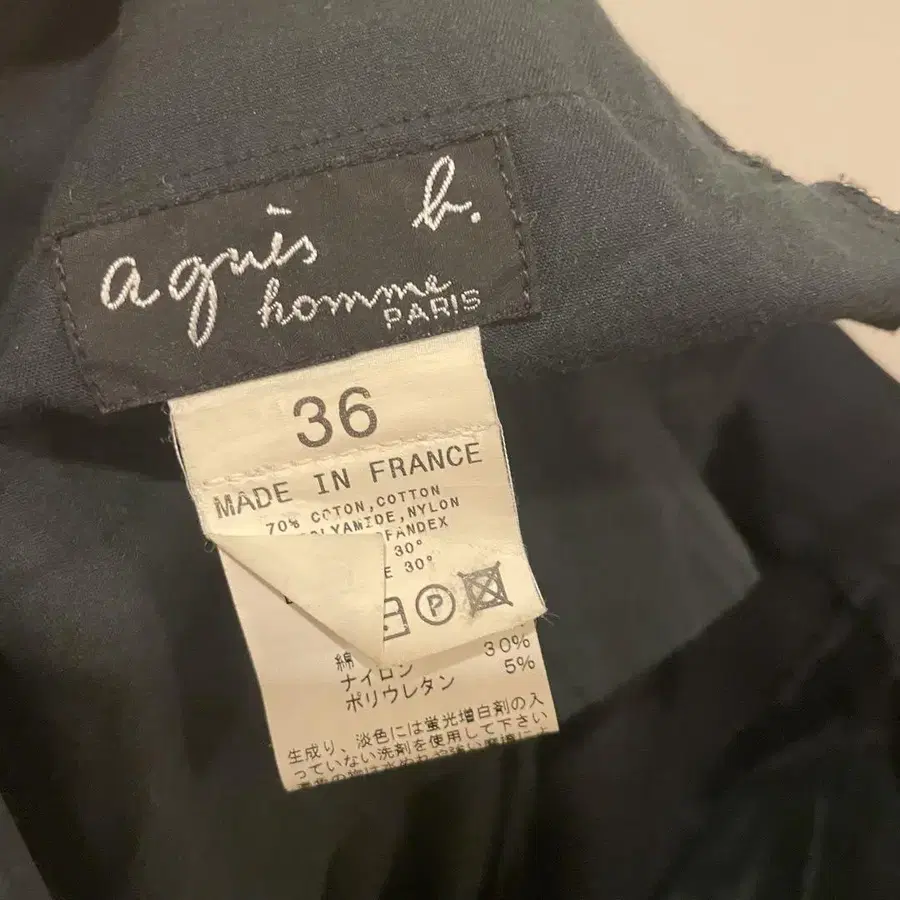 agnès b.
homme
PARIS
36
MADE IN FRANCE
70% COTON,COTTON
NYLON
30°
30°
P
綿
ナイロン 30%
ポリウレタン 5%
生成り、淡色には蛍光増白剤の入
っていない洗剤を使用して下さい